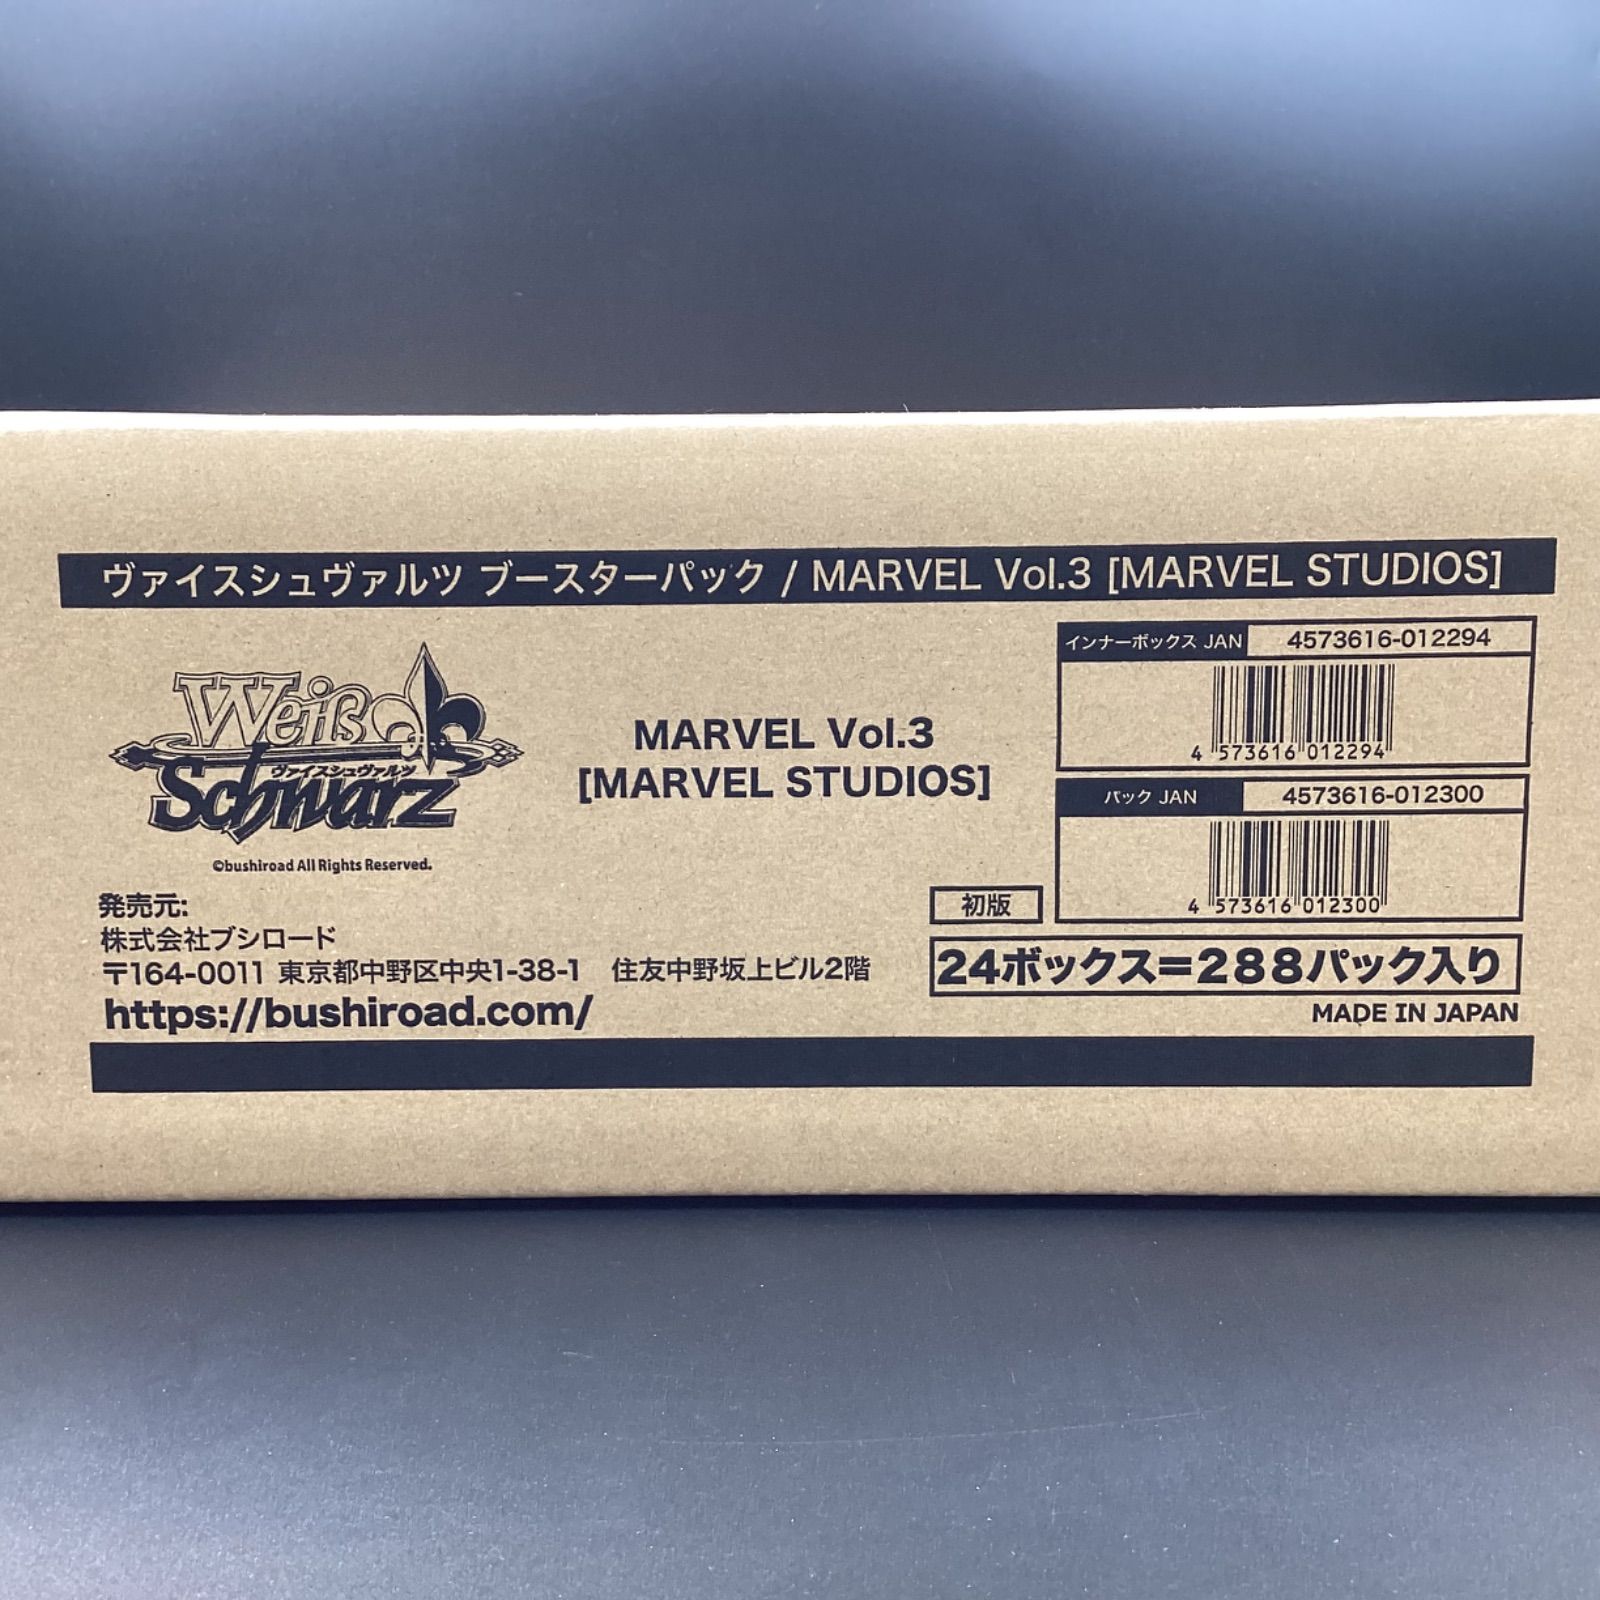 ヴァイスシュヴァルツ ブースターパック / MARVEL Vol.3 [MARVEL STUDIOS]
Weiß
ヴァイスシュヴァルツ
Schwarz
©bushiroad All Rights Reserved.
MARVEL Vol.3
[MARVEL STUDIOS]
インナーボックス JAN 4573616-012294
4 573616 012294
パック JAN 4573616-012300
4 573616 012300
発売元:
株式会社ブシロード
〒164-0011 東京都中野区中央1-38-1 住友中野坂上ビル2階
https://bushiroad.com/
初版
24ボックス=288パック入り
MADE IN JAPAN